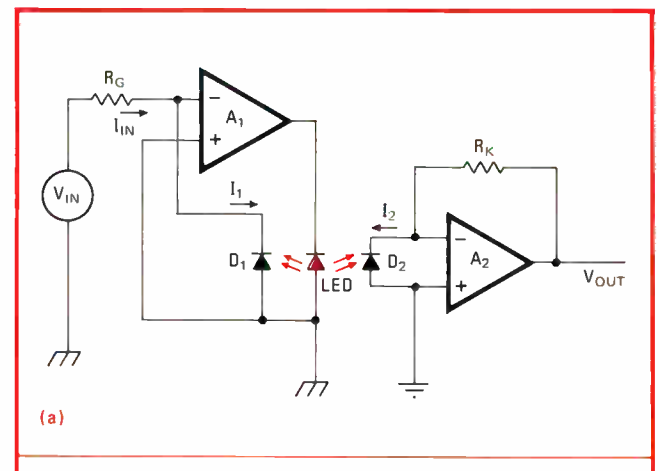 R_G
I_IN
−
A_1
+
V_IN
I_1
D_1
LED
I_2
D_2
R_K
−
A_2
+
V_OUT
(a)